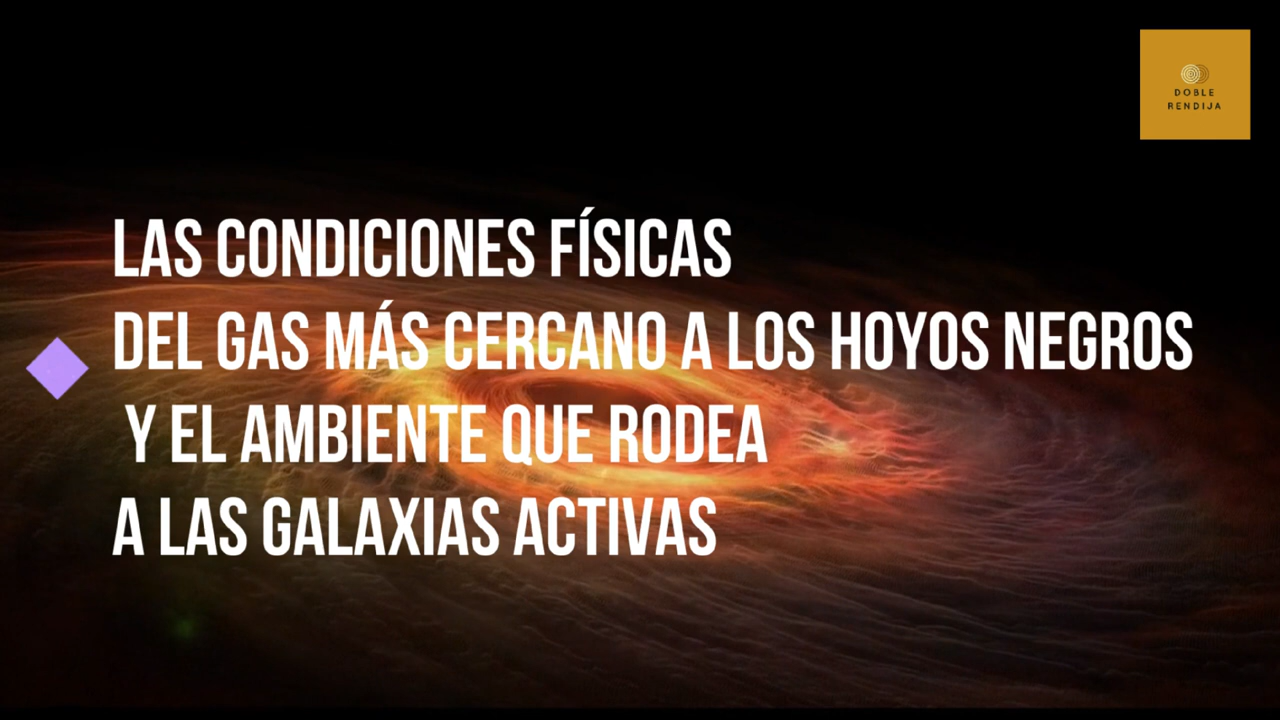 DOBLE
RENDIJA
LAS CONDICIONES FÍSICAS
DEL GAS MÁS CERCANO A LOS HOYOS NEGROS
Y EL AMBIENTE QUE RODEA
A LAS GALAXIAS ACTIVAS